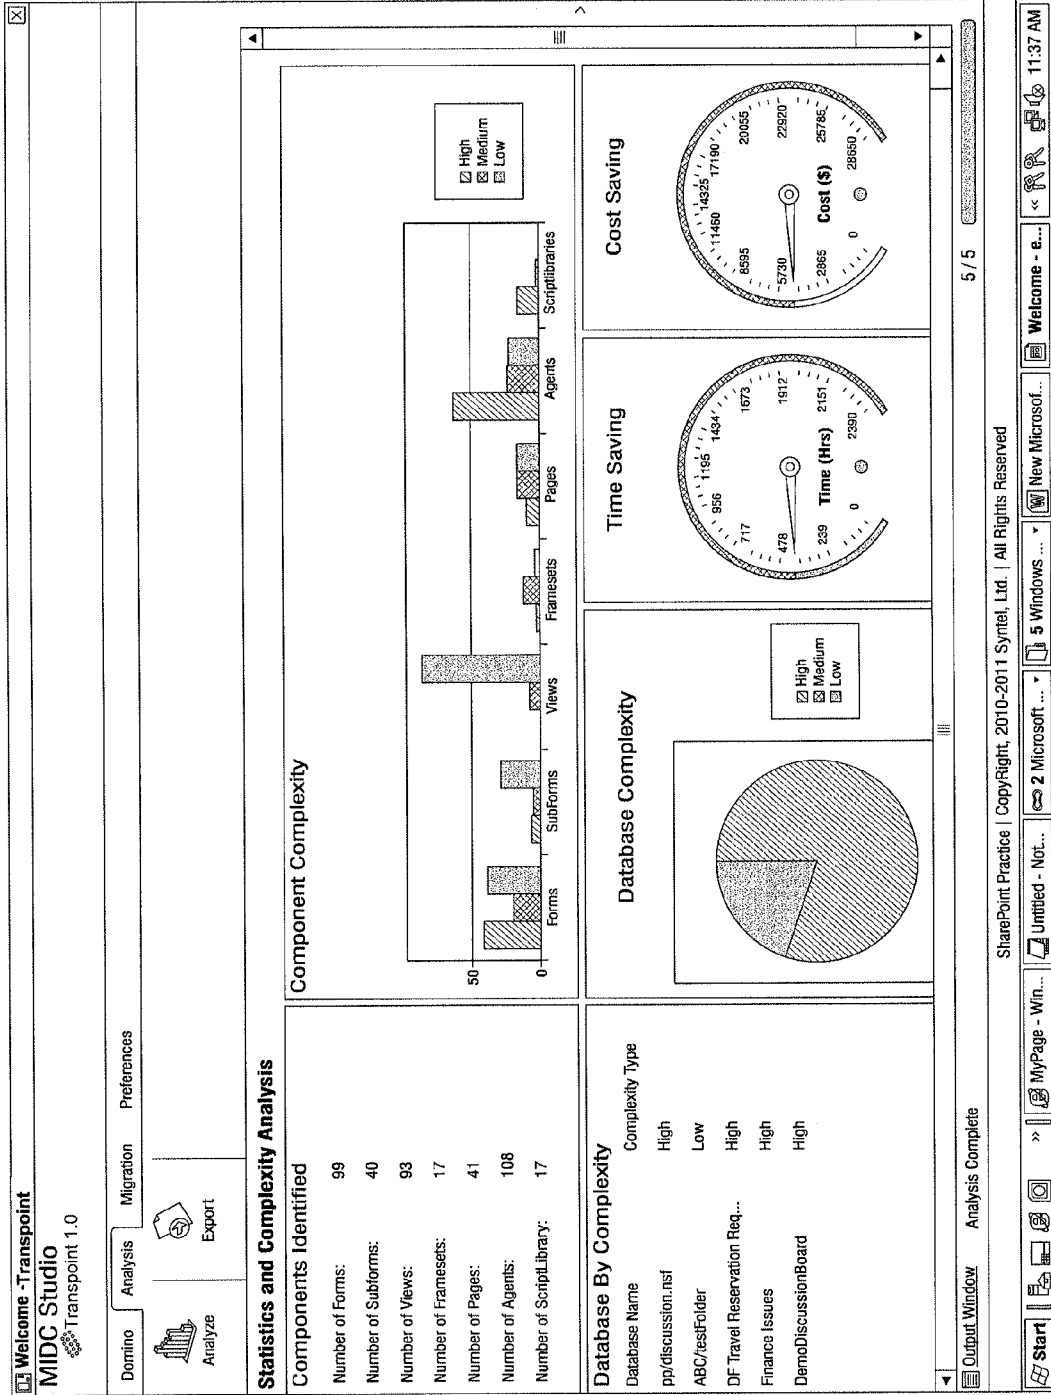 Welcome -Transpoint
MIDC Studio
Transpoint 1.0
Domino Analysis Migration Preferences
Analyze Export
Statistics and Complexity Analysis
Components Identified
Number of Forms: 99
Number of Subforms: 40
Number of Views: 93
Number of Framesets: 17
Number of Pages: 41
Number of Agents: 108
Number of ScriptLibrary: 17
Component Complexity
50
0
Forms SubForms Views Framesets Pages Agents Scriptlibraries
High
Medium
Low
Database By Complexity
Database Name Complexity Type
pp/discussion.nsf High
ABC/testFolder Low
DF Travel Reservation Req... High
Finance Issues High
DemoDiscussionBoard High
Database Complexity
High
Medium
Low
Time Saving
0 239 478 717 956 1195 1434 1673 1912 2151 2390
Time (Hrs)
Cost Saving
0 2865 5730 8595 11460 14325 17190 20055 22920 25785 28650
Cost ($)
Output Window Analysis Complete 5 / 5
SharePoint Practice | CopyRight, 2010-2011 Syntel, Ltd. | All Rights Reserved
Start » MyPage - Win... Untitled - Not... 2 Microsoft ... 5 Windows ... New Microsof... Welcome - e... « 11:37 AM